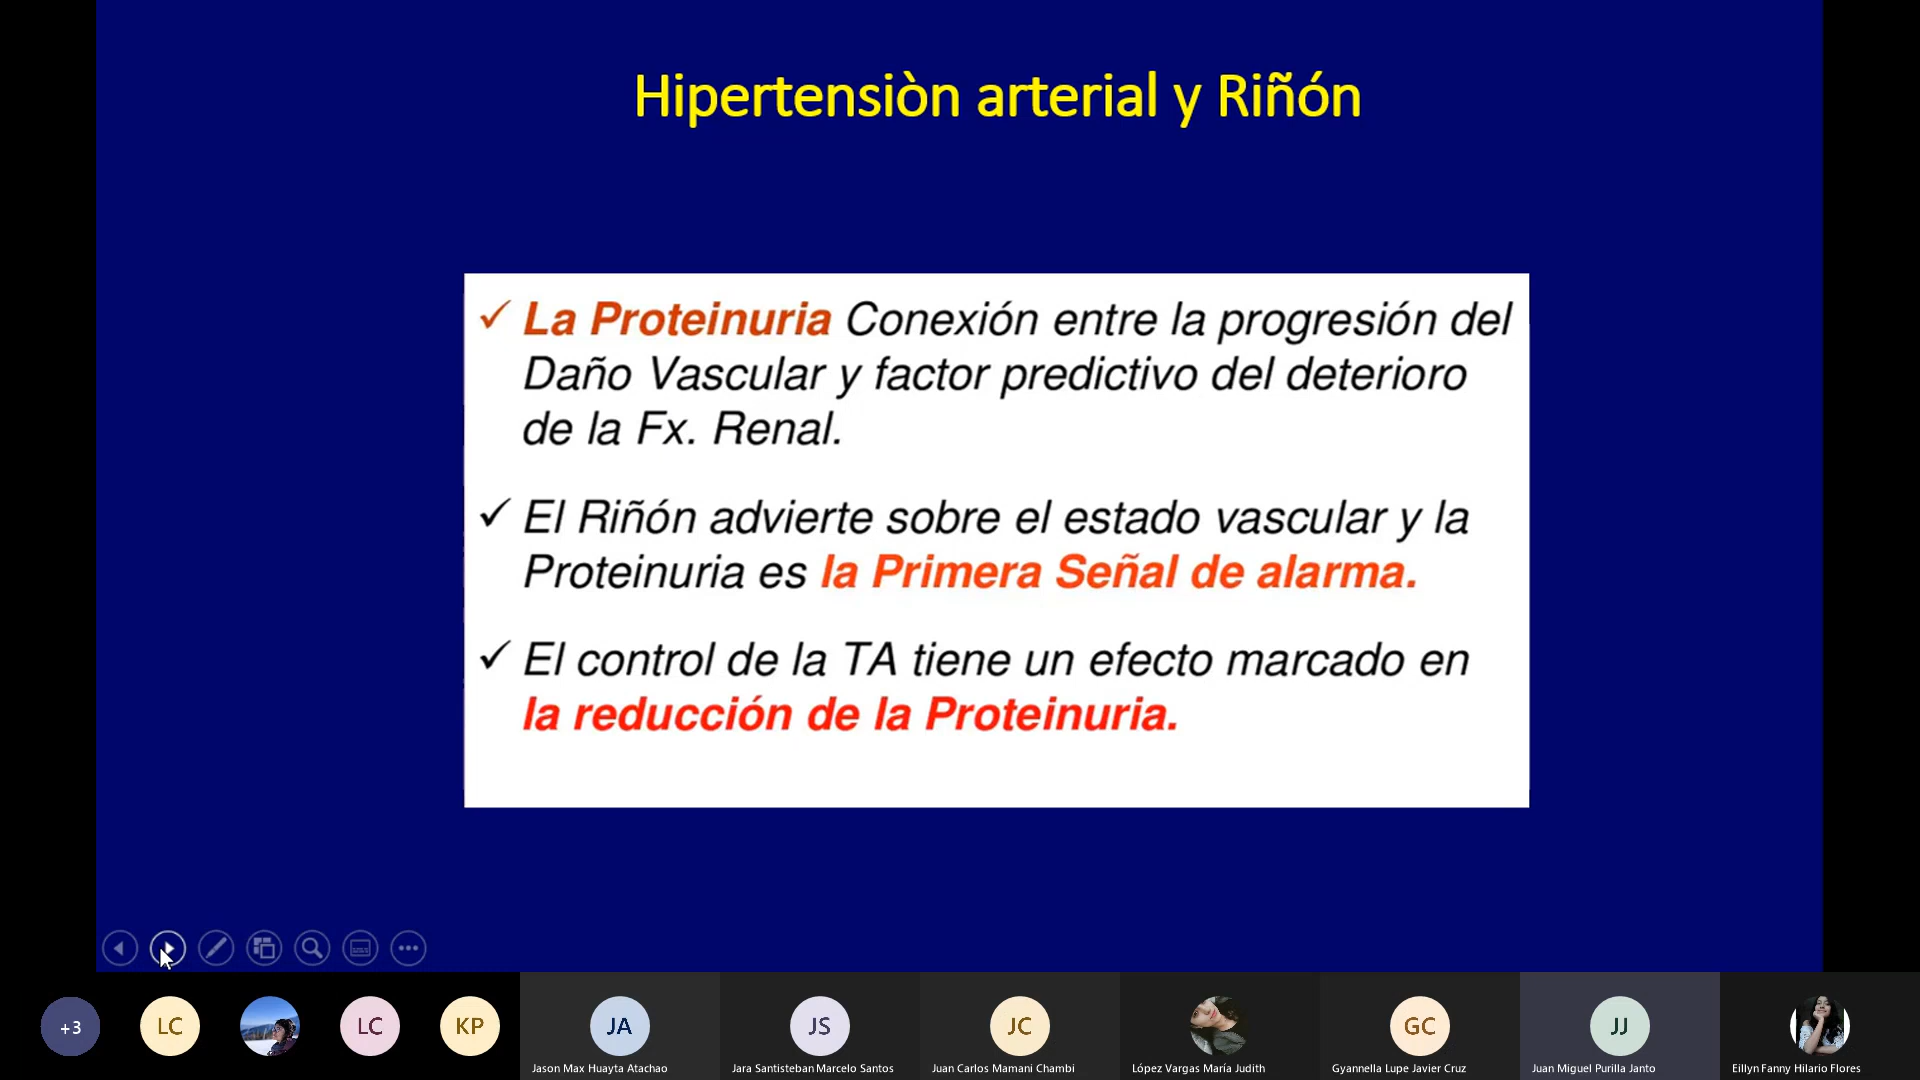 Hipertensiòn arterial y Riñón
✓ La Proteinuria Conexión entre la progresión del
Daño Vascular y factor predictivo del deterioro
de la Fx. Renal.
✓ El Riñón advierte sobre el estado vascular y la
Proteinuria es la Primera Señal de alarma.
✓ El control de la TA tiene un efecto marcado en
la reducción de la Proteinuria.
+3
LC
LC
KP
JA
JS
JC
GC
JJ
Jason Max Huayta Atachao
Jara Santisteban Marcelo Santos
Juan Carlos Mamani Chambi
López Vargas María Judith
Gyannella Lupe Javier Cruz
Juan Miguel Purilla Janto
Eillyn Fanny Hilario Flores